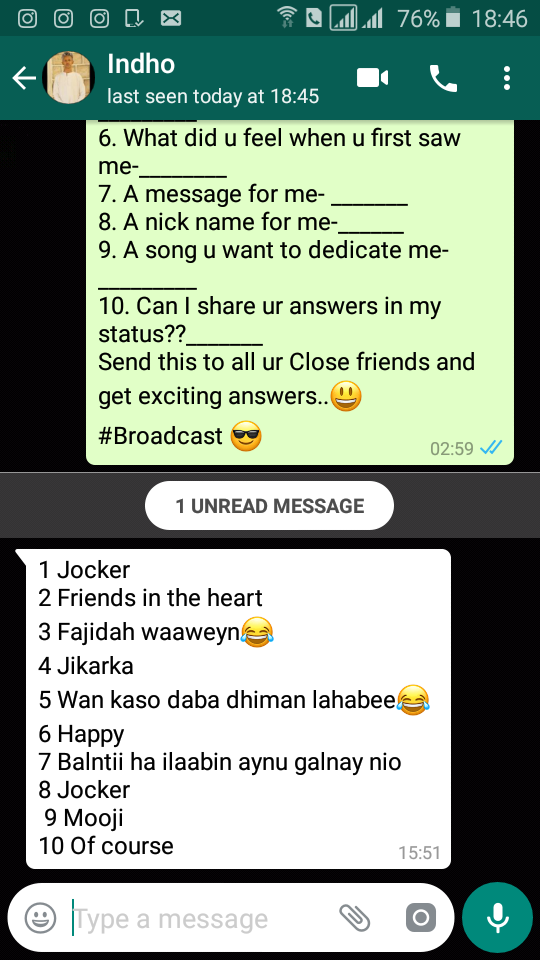 76% 18:46
Indho
last seen today at 18:45
6. What did u feel when u first saw
me-________
7. A message for me- _______
8. A nick name for me-______
9. A song u want to dedicate me-
_________
10. Can I share ur answers in my
status??_______
Send this to all ur Close friends and
get exciting answers..😃
#Broadcast 😎
02:59
1 UNREAD MESSAGE
1 Jocker
2 Friends in the heart
3 Fajidah waaweyn😂
4 Jikarka
5 Wan kaso daba dhiman lahabee😂
6 Happy
7 Balntii ha ilaabin aynu galnay nio
8 Jocker
9 Mooji
10 Of course
15:51
Type a message